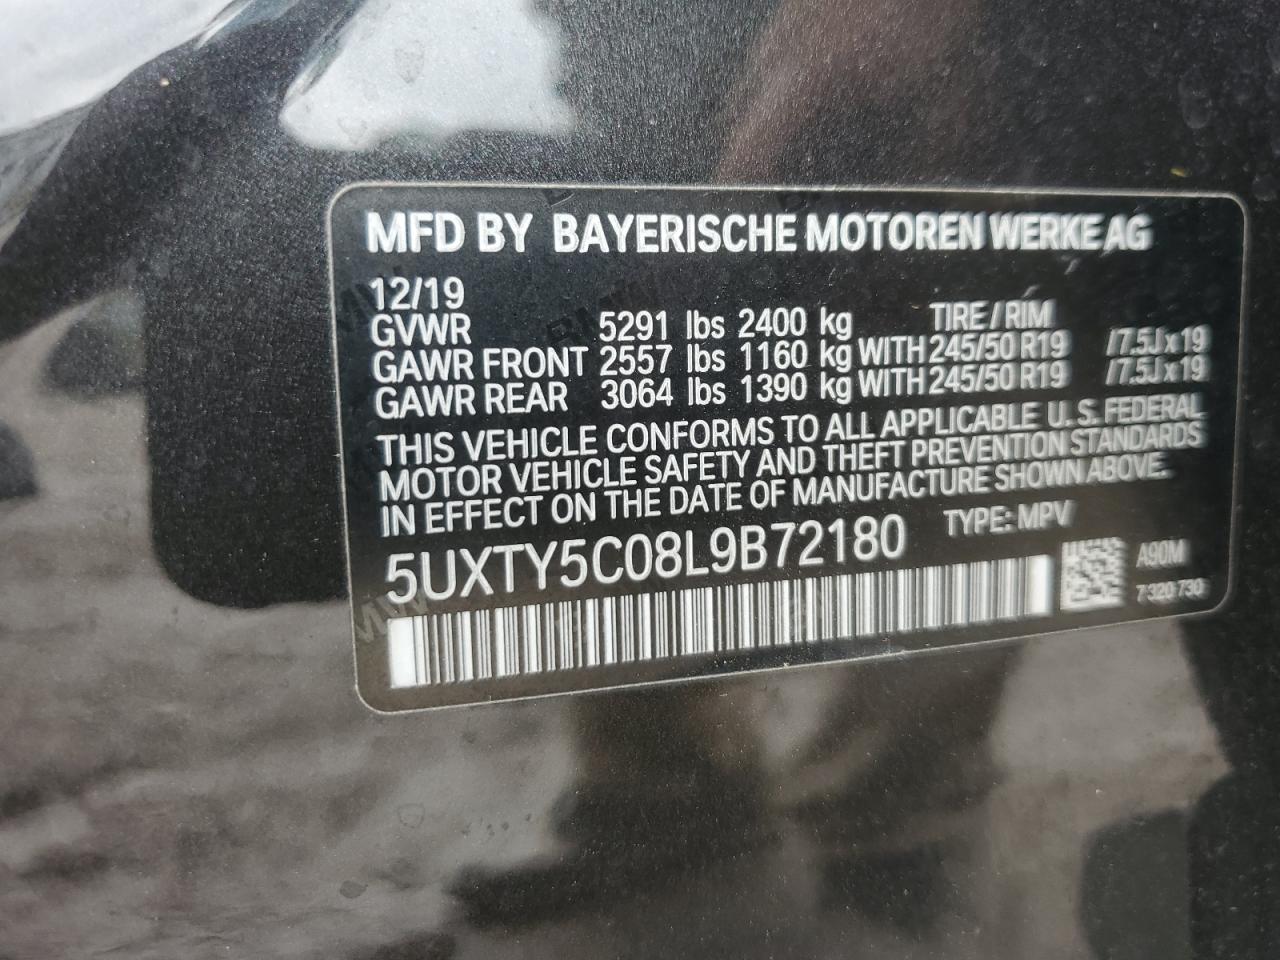 MFD BY BAYERISCHE MOTOREN WERKE AG
12/19
GVWR 5291 lbs 2400 kg TIRE / RIM
GAWR FRONT 2557 lbs 1160 kg WITH 245/50 R19 / 7.5J x 19
GAWR REAR 3064 lbs 1390 kg WITH 245/50 R19 / 7.5J x 19
THIS VEHICLE CONFORMS TO ALL APPLICABLE U.S. FEDERAL
MOTOR VEHICLE SAFETY AND THEFT PREVENTION STANDARDS
IN EFFECT ON THE DATE OF MANUFACTURE SHOWN ABOVE.
5UXTY5C08L9B72180 TYPE: MPV
A90M
7 320 730